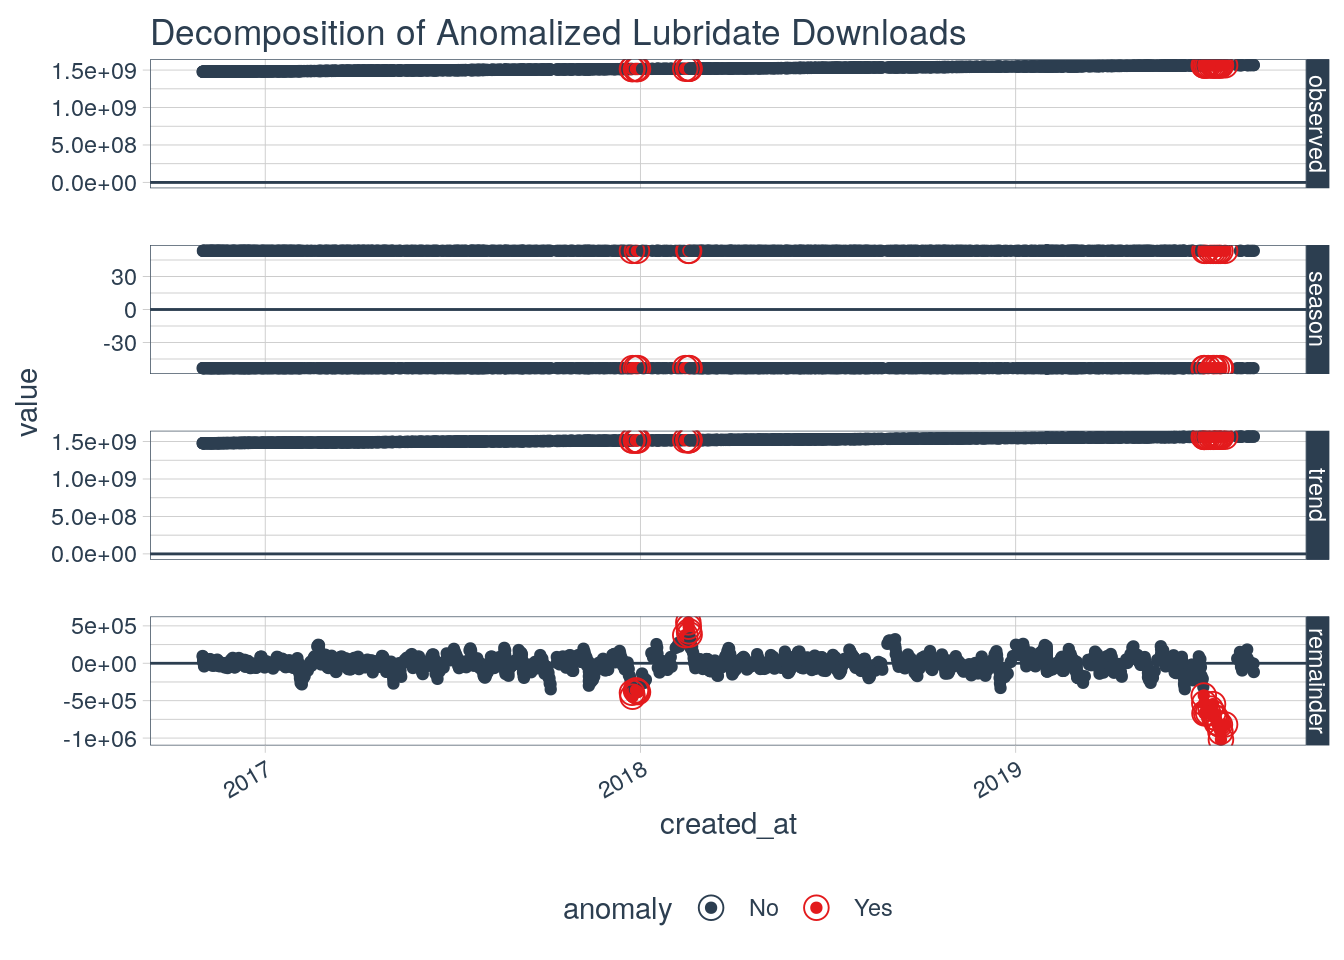 Decomposition of Anomalized Lubridate Downloads
1.5e+09
1.0e+09
5.0e+08
0.0e+00
observed
30
0
-30
season
value
1.5e+09
1.0e+09
5.0e+08
0.0e+00
trend
5e+05
0e+00
-5e+05
-1e+06
remainder
2017
2018
2019
created_at
anomaly No Yes